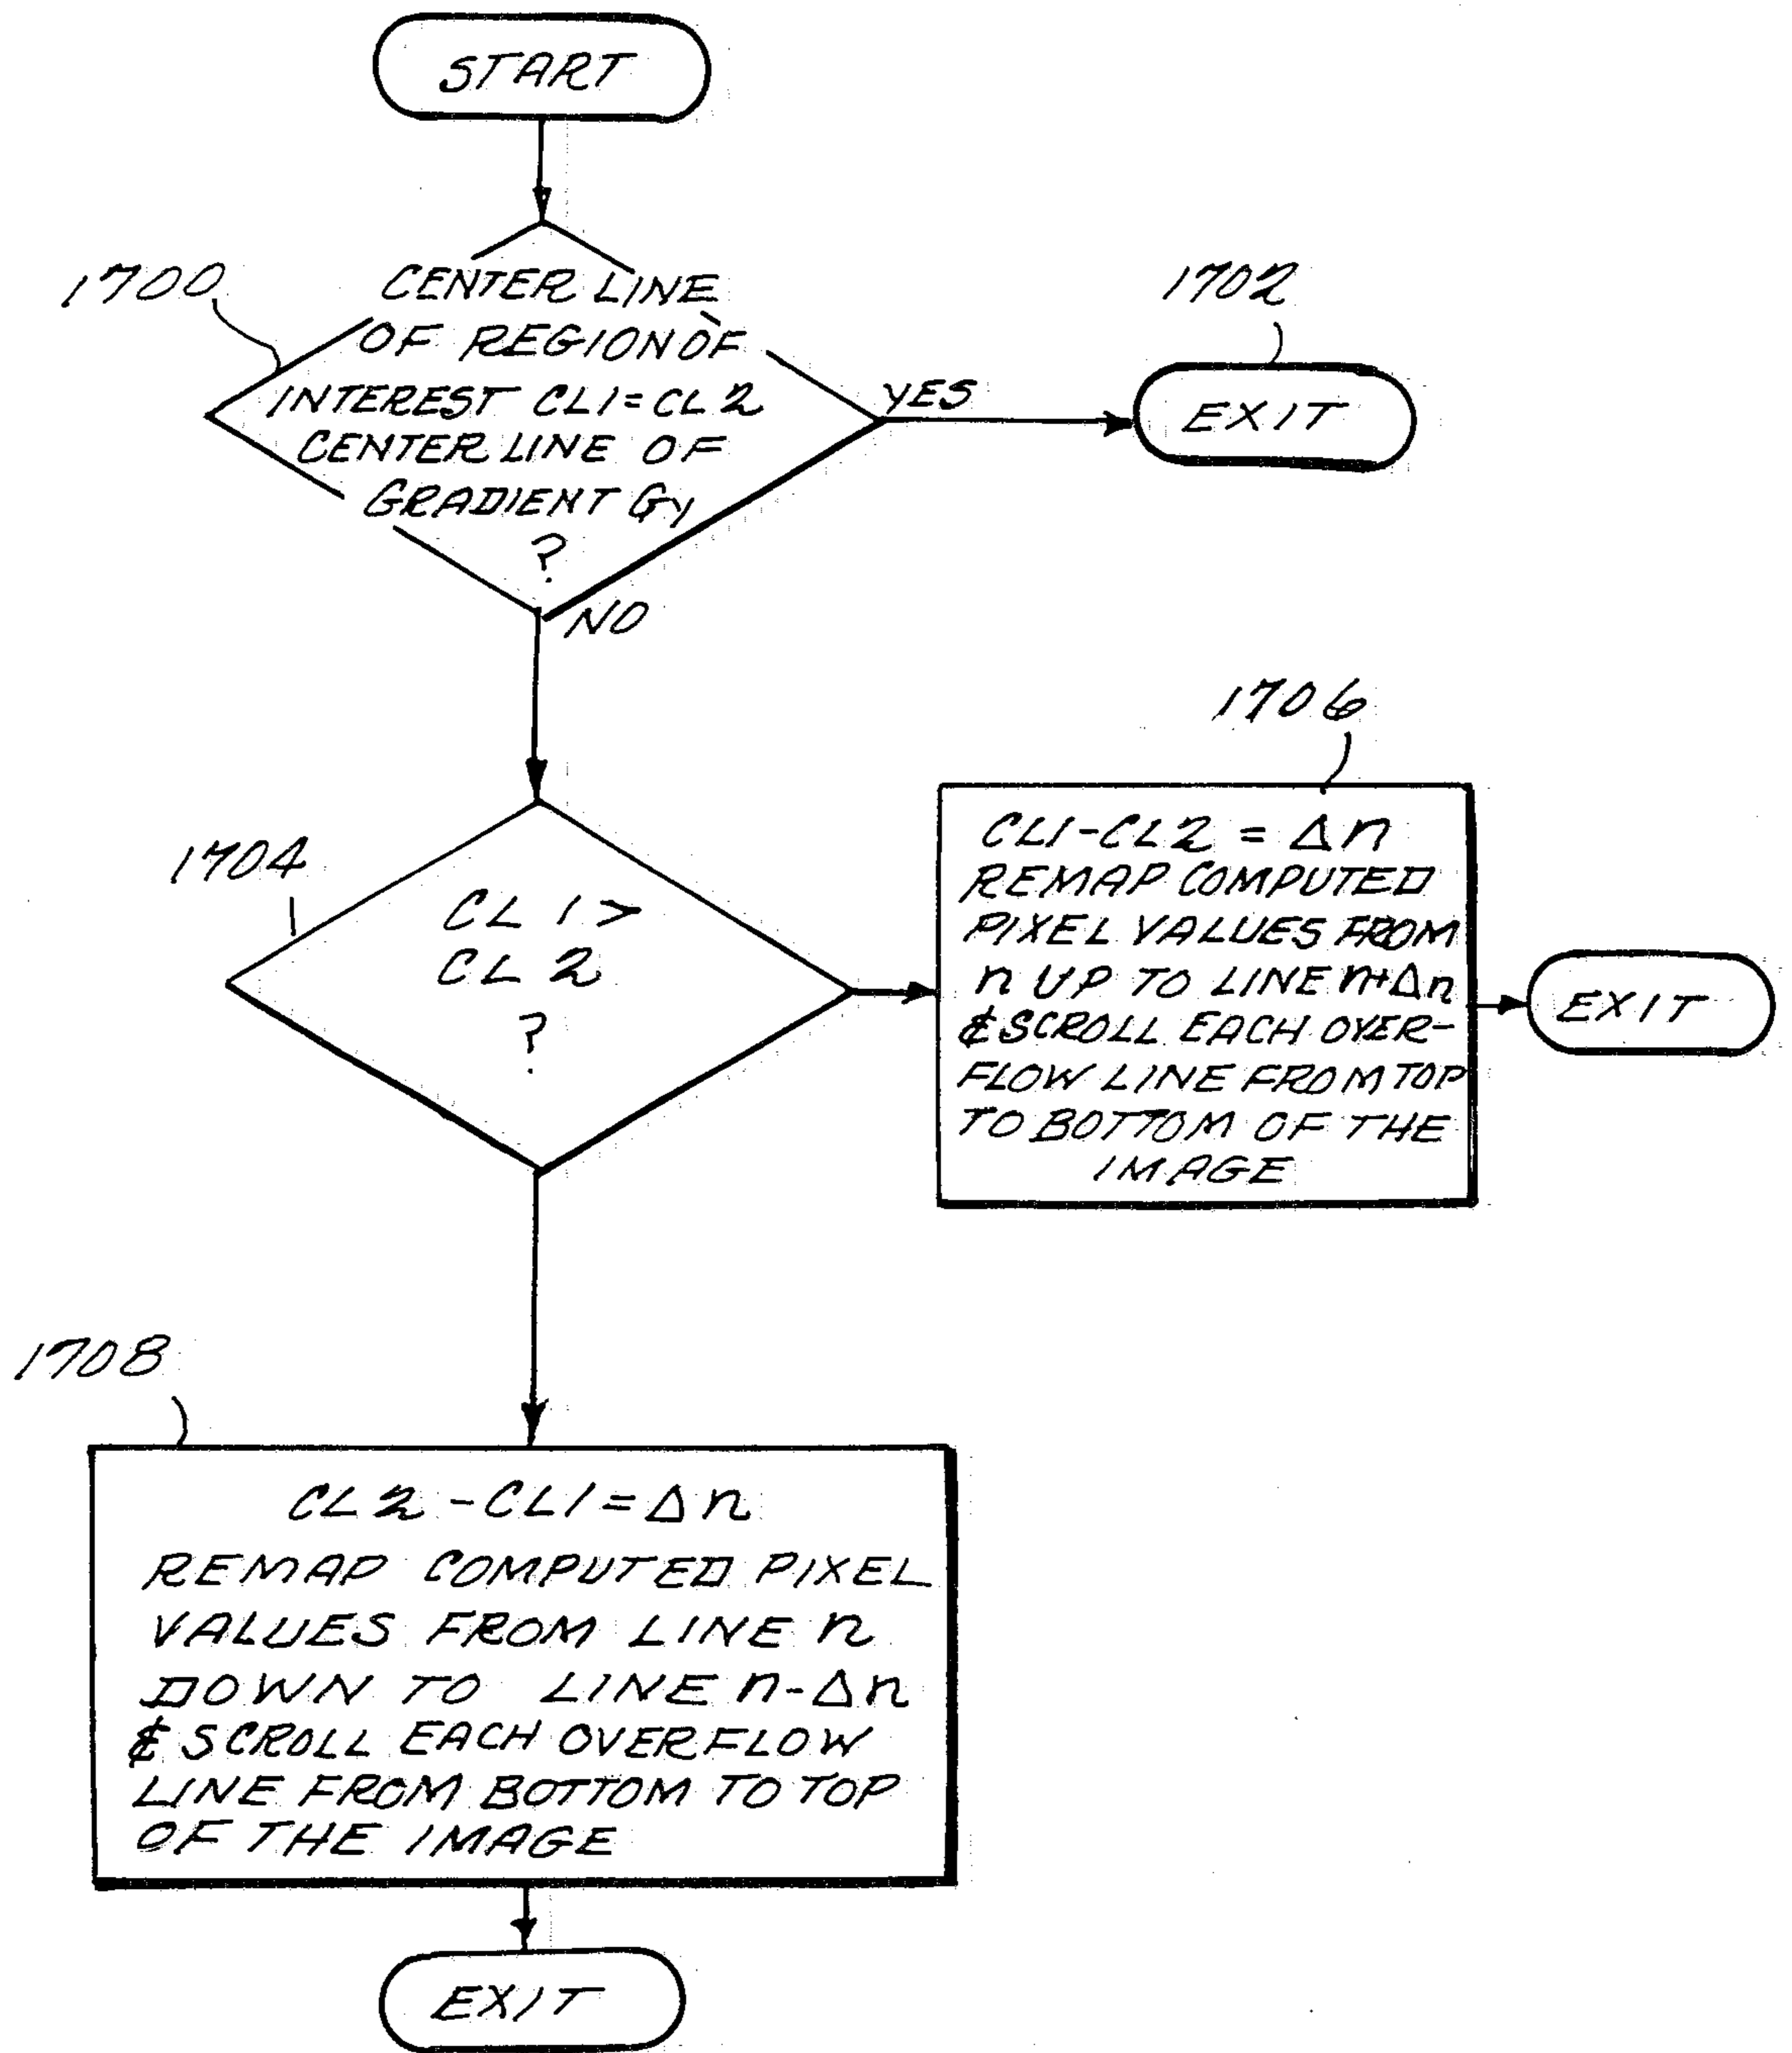 START
1700
CENTER LINE
OF REGION OF
INTEREST CL1=CL2
CENTER LINE OF
GRADIENT Gy
?
YES
1702
EXIT
NO
1704
CL1>
CL2
?
1706
CL1-CL2 = Δn
REMAP COMPUTED
PIXEL VALUES FROM
n UP TO LINE n+Δn
& SCROLL EACH OVER-
FLOW LINE FROM TOP
TO BOTTOM OF THE
IMAGE
EXIT
1708
CL2-CL1=Δn
REMAP COMPUTED PIXEL
VALUES FROM LINE n
DOWN TO LINE n-Δn
& SCROLL EACH OVERFLOW
LINE FROM BOTTOM TO TOP
OF THE IMAGE
EXIT